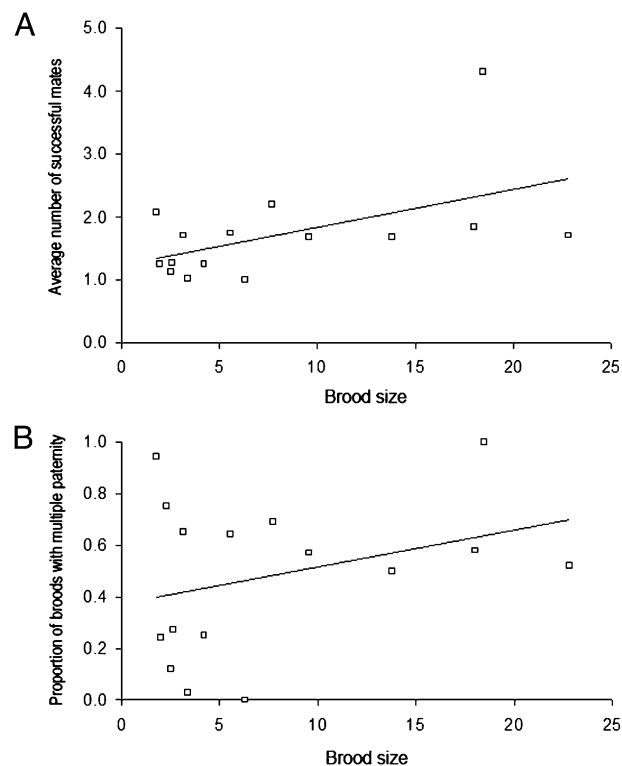 A
Average number of successful mates
5.0
4.0
3.0
2.0
1.0
0.0
0 5 10 15 20 25
Brood size
B
Proportion of broods with multiple paternity
1.0
0.8
0.6
0.4
0.2
0.0
0 5 10 15 20 25
Brood size